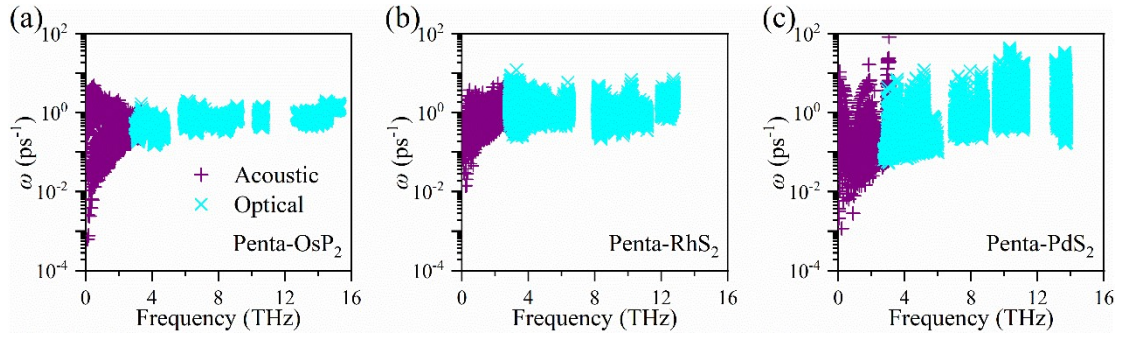 (a)
10²
10⁰
10⁻²
10⁻⁴
ω (ps⁻¹)
Acoustic
Optical
Penta-OsP₂
0 4 8 12 16
Frequency (THz)
(b)
10²
10⁰
10⁻²
10⁻⁴
ω (ps⁻¹)
Penta-RhS₂
0 4 8 12 16
Frequency (THz)
(c)
10²
10⁰
10⁻²
10⁻⁴
ω (ps⁻¹)
Penta-PdS₂
0 4 8 12 16
Frequency (THz)